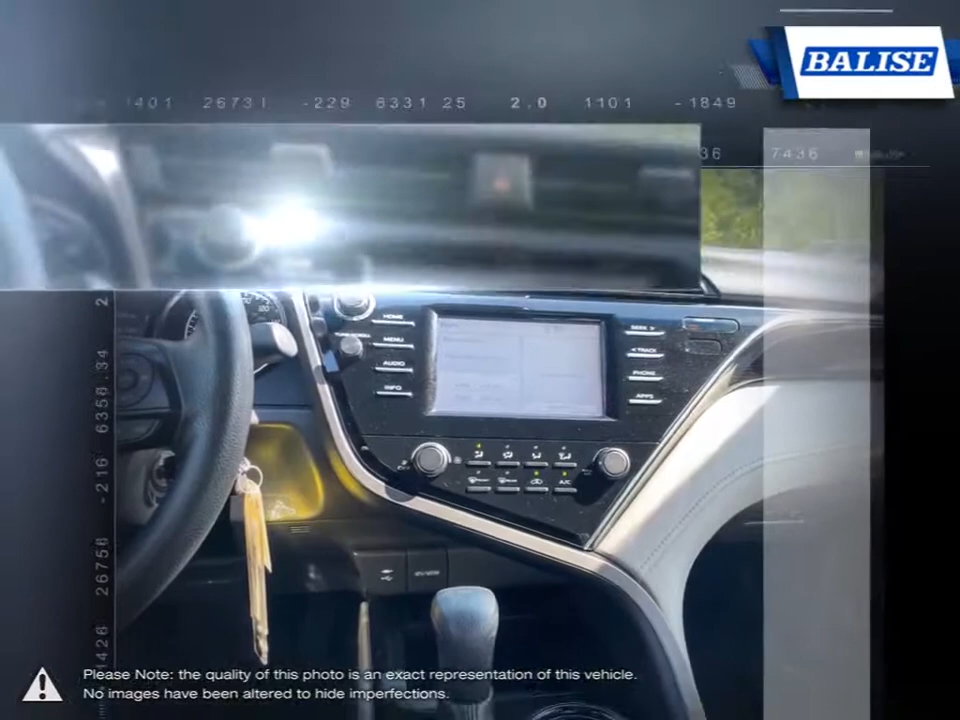 BALISE
1401 26731 -229 6331 25 2.0 1101 -1849
36 7436
2
HOME
MENU
AUDIO
INFO
SEEK >
< TRACK
PHONE
APPS
A/C
6358.34
-216
26756
1426
Please Note: the quality of this photo is an exact representation of this vehicle.
No images have been altered to hide imperfections.